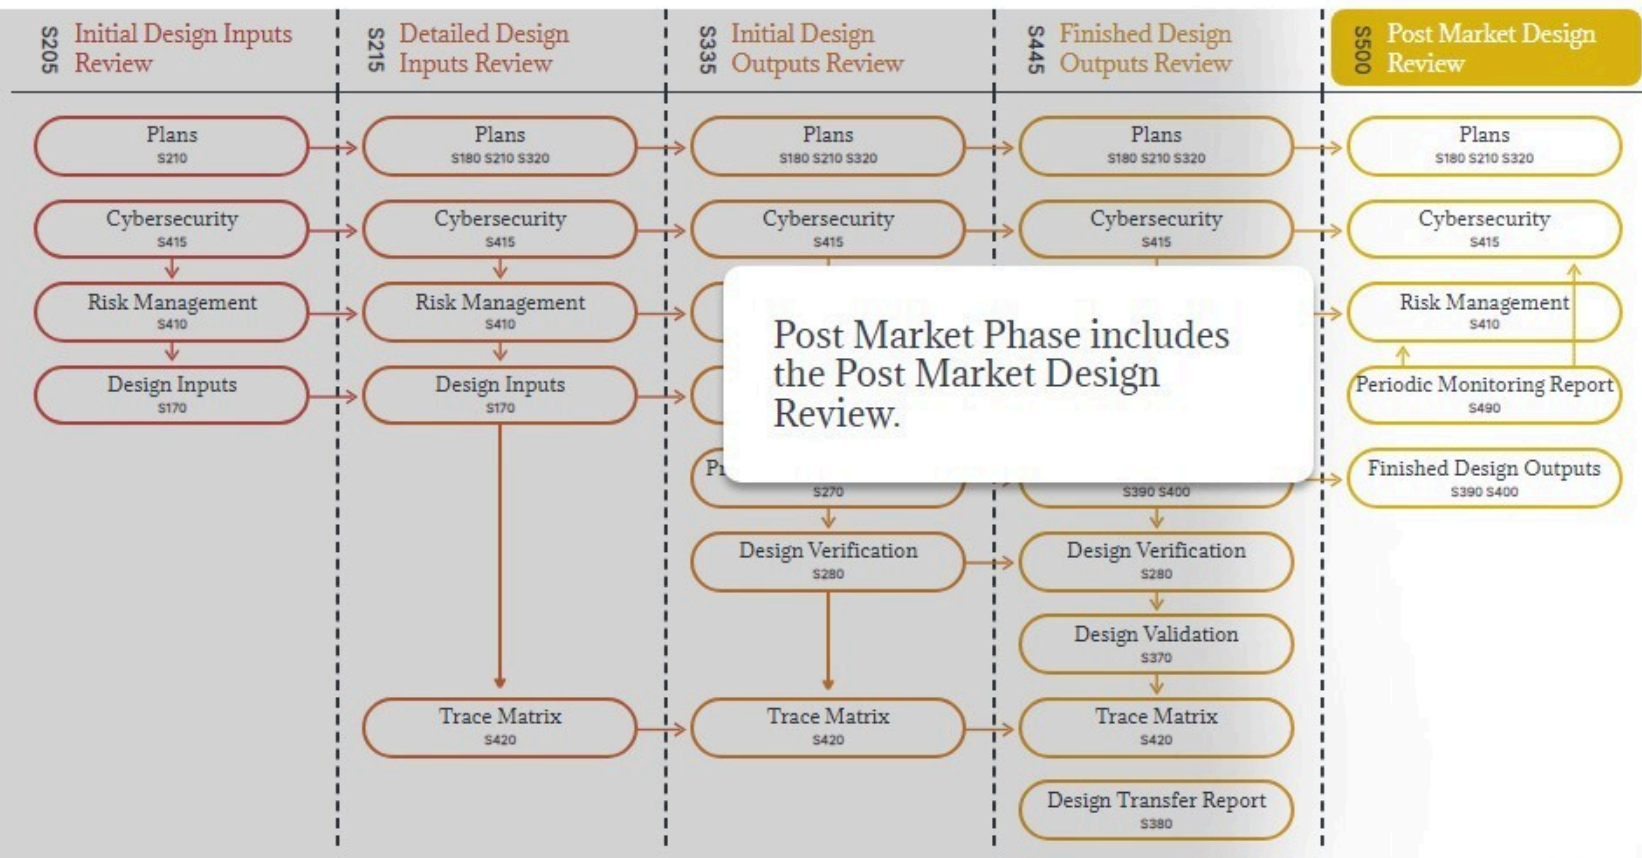 S205
Initial Design Inputs
Review
S215
Detailed Design
Inputs Review
S335
Initial Design
Outputs Review
S445
Finished Design
Outputs Review
S500
Post Market Design
Review
Plans
S210
Plans
S180 S210 S320
Plans
S180 S210 S320
Plans
S180 S210 S320
Plans
S180 S210 S320
Cybersecurity
S415
Cybersecurity
S415
Cybersecurity
S415
Cybersecurity
S415
Cybersecurity
S415
Risk Management
S410
Risk Management
S410
Risk Management
S410
Post Market Phase includes
the Post Market Design
Review.
Design Inputs
S170
Design Inputs
S170
Periodic Monitoring Report
S490
S270
S390 S400
Finished Design Outputs
S390 S400
Design Verification
S280
Design Verification
S280
Design Validation
S370
Trace Matrix
S420
Trace Matrix
S420
Trace Matrix
S420
Design Transfer Report
S380